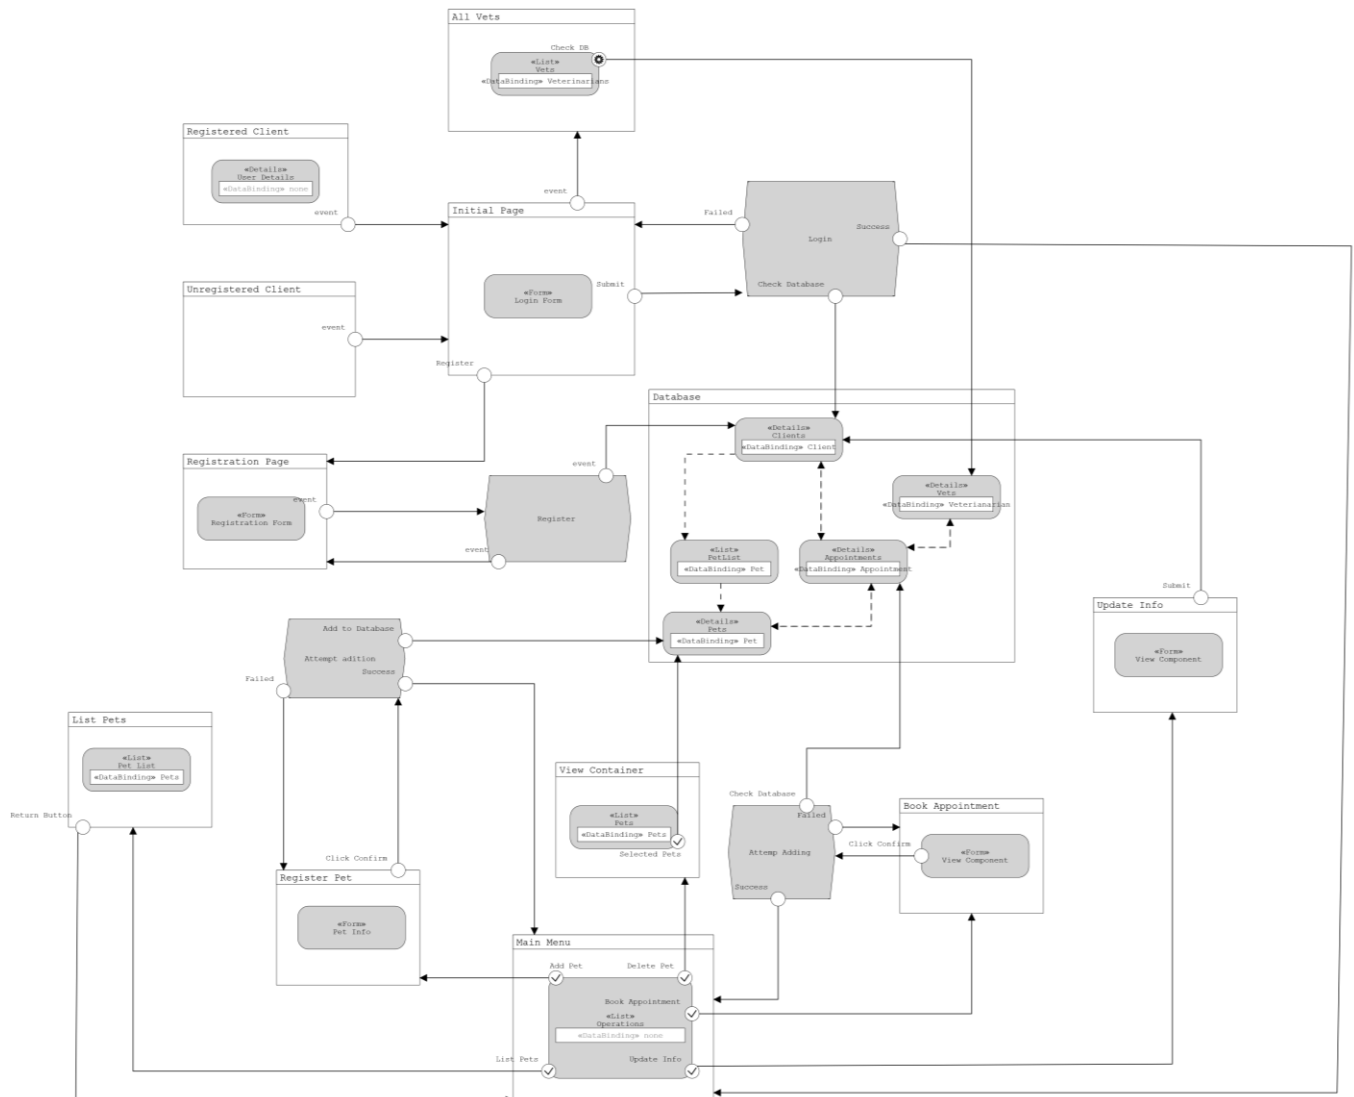 All Vets
Check DB
«List»
Vets
«DataBinding» Veterinarians
Registered Client
«Details»
User Details
«DataBinding» none
event
event
Initial Page
Failed
Success
Login
Unregistered Client
«Form»
Login Form
Submit
Check Database
event
Register
Database
«Details»
Clients
«DataBinding» Client
Registration Page
event
«Details»
Vets
«DataBinding» Veterianarian
event
«Form»
Registration Form
Register
event
«List»
PetList
«DataBinding» Pet
«Details»
Appointments
«DataBinding» Appointment
Submit
Update Info
«Details»
Pets
«DataBinding» Pet
Add to Database
Attempt adition
Success
Failed
«Form»
View Component
List Pets
«List»
Pet List
«DataBinding» Pets
Return Button
View Container
«List»
Pets
«DataBinding» Pets
Selected Pets
Check Database
Failed
Attemp Adding
Success
Book Appointment
Click Confirm
«Form»
View Component
Click Confirm
Register Pet
«Form»
Pet Info
Main Menu
Add Pet
Delete Pet
Book Appointment
«List»
Operations
«DataBinding» none
List Pets
Update Info